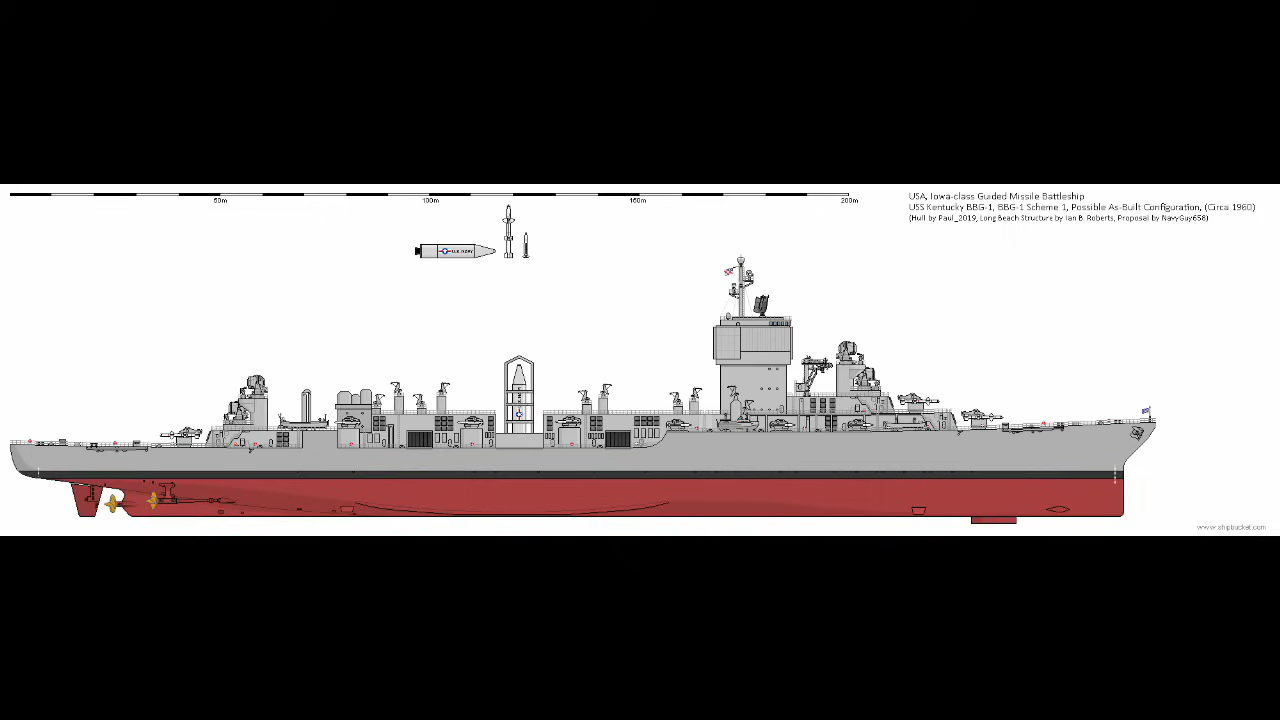 50m
100m
150m
200m
USA, Iowa-class Guided Missile Battleship
USS Kentucky BBG-1, BBG-1 Scheme 1, Possible As-Built Configuration, (Circa 1960)
(Hull by Paul_2019, Long Beach Structure by Ian B. Roberts, Proposal by NavyGuy658)
U.S. NAVY
www.shipbucket.com